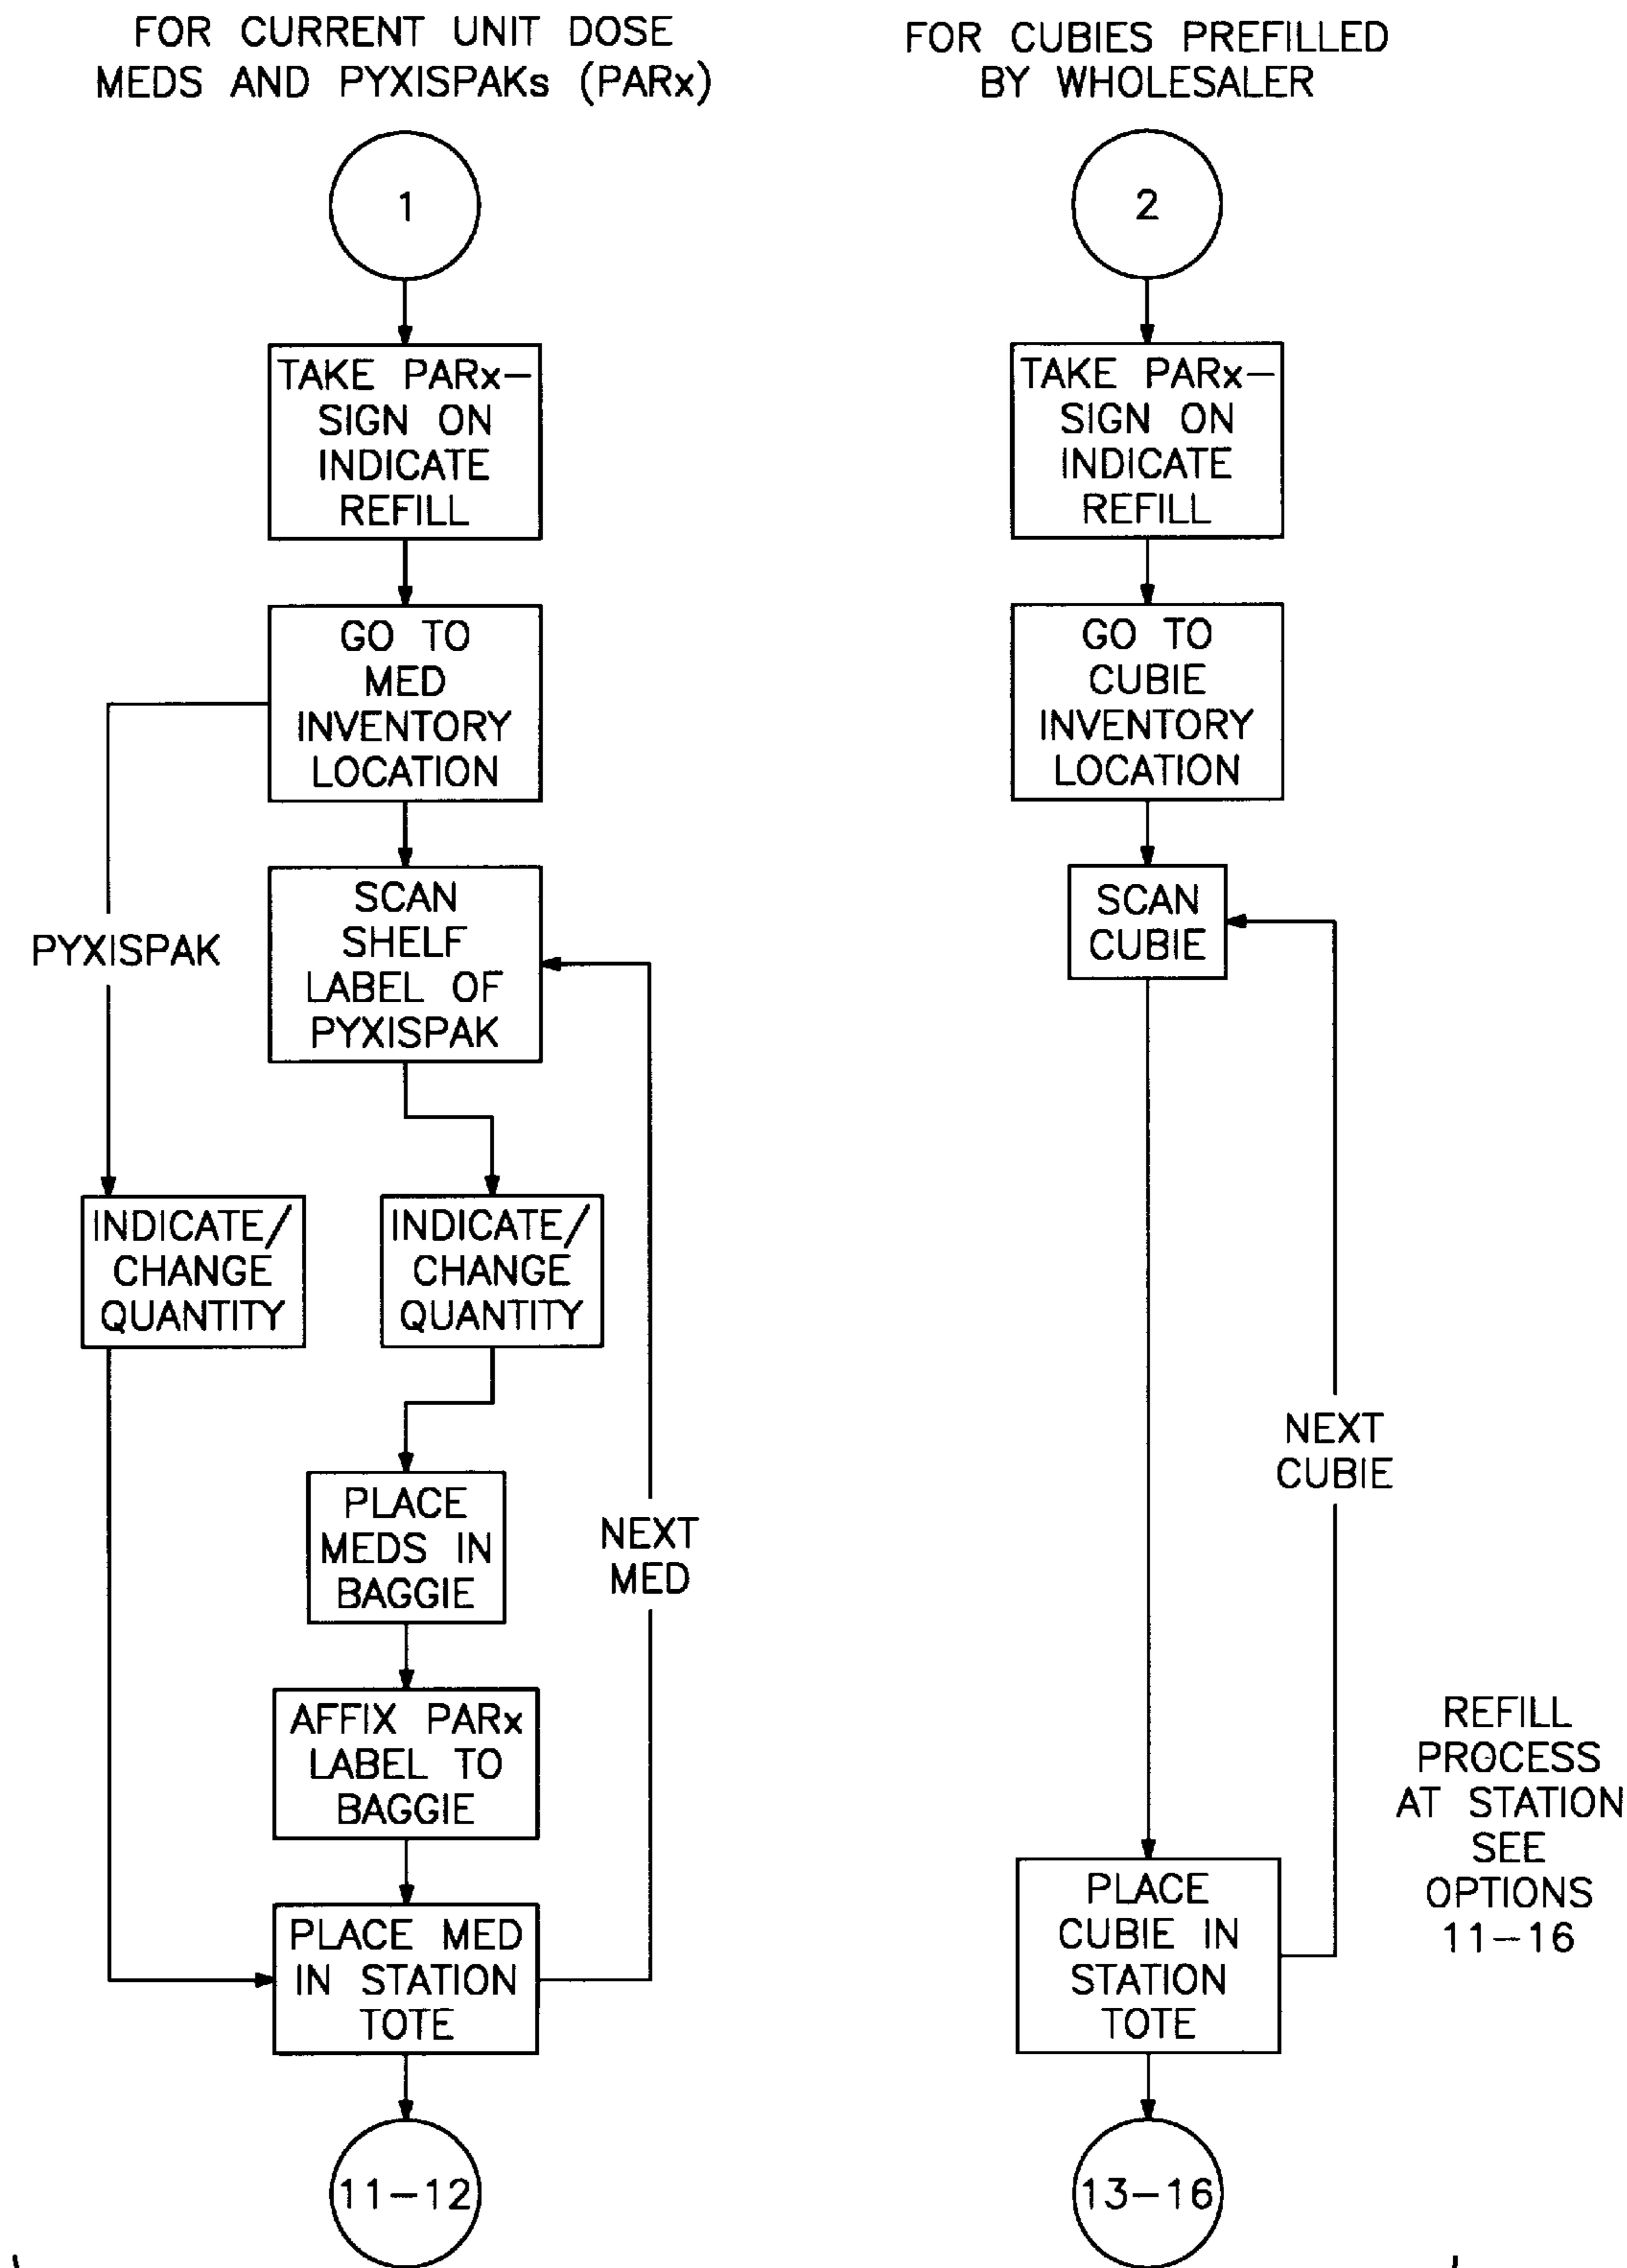 FOR CURRENT UNIT DOSE
MEDS AND PYXISPAKs (PARx)
1
TAKE PARx–
SIGN ON
INDICATE
REFILL
GO TO
MED
INVENTORY
LOCATION
PYXISPAK
SCAN
SHELF
LABEL OF
PYXISPAK
INDICATE/
CHANGE
QUANTITY
INDICATE/
CHANGE
QUANTITY
PLACE
MEDS IN
BAGGIE
NEXT
MED
AFFIX PARx
LABEL TO
BAGGIE
PLACE MED
IN STATION
TOTE
11–12
FOR CUBIES PREFILLED
BY WHOLESALER
2
TAKE PARx–
SIGN ON
INDICATE
REFILL
GO TO
CUBIE
INVENTORY
LOCATION
SCAN
CUBIE
NEXT
CUBIE
PLACE
CUBIE IN
STATION
TOTE
13–16
REFILL
PROCESS
AT STATION
SEE
OPTIONS
11–16